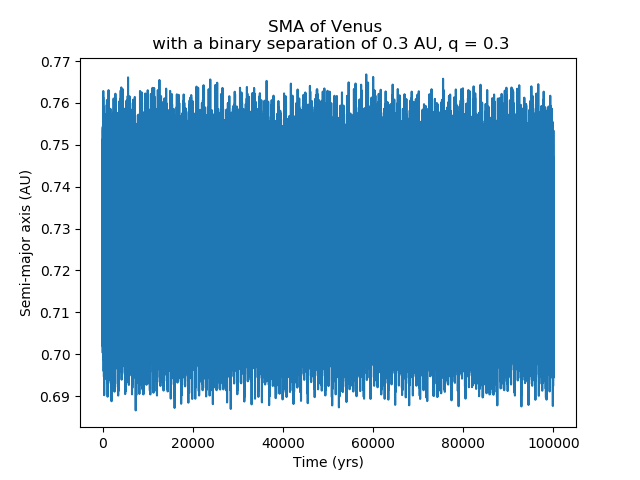 SMA of Venus
with a binary separation of 0.3 AU, q = 0.3
0.77
0.76
0.75
0.74
0.73
0.72
0.71
0.70
0.69
Semi-major axis (AU)
0 20000 40000 60000 80000 100000
Time (yrs)